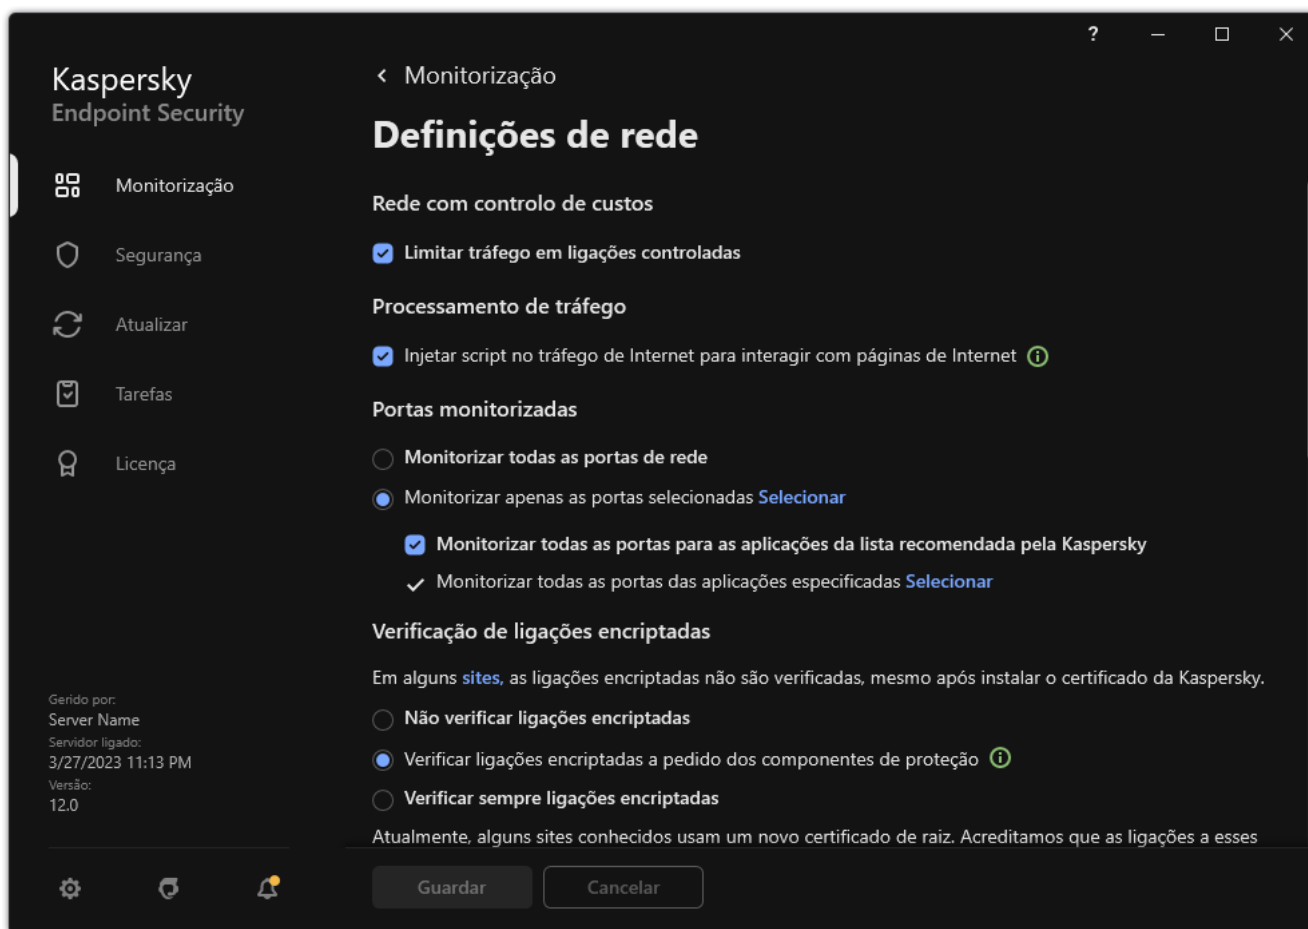 ?
Kaspersky
Endpoint Security
Monitorização
Segurança
Atualizar
Tarefas
Licença
Gerido por:
Server Name
Servidor ligado:
3/27/2023 11:13 PM
Versão:
12.0
Monitorização
Definições de rede
Rede com controlo de custos
Limitar tráfego em ligações controladas
Processamento de tráfego
Injetar script no tráfego de Internet para interagir com páginas de Internet
Portas monitorizadas
Monitorizar todas as portas de rede
Monitorizar apenas as portas selecionadas Selecionar
Monitorizar todas as portas para as aplicações da lista recomendada pela Kaspersky
Monitorizar todas as portas das aplicações especificadas Selecionar
Verificação de ligações encriptadas
Em alguns sites, as ligações encriptadas não são verificadas, mesmo após instalar o certificado da Kaspersky.
Não verificar ligações encriptadas
Verificar ligações encriptadas a pedido dos componentes de proteção
Verificar sempre ligações encriptadas
Atualmente, alguns sites conhecidos usam um novo certificado de raiz. Acreditamos que as ligações a esses
Guardar
Cancelar